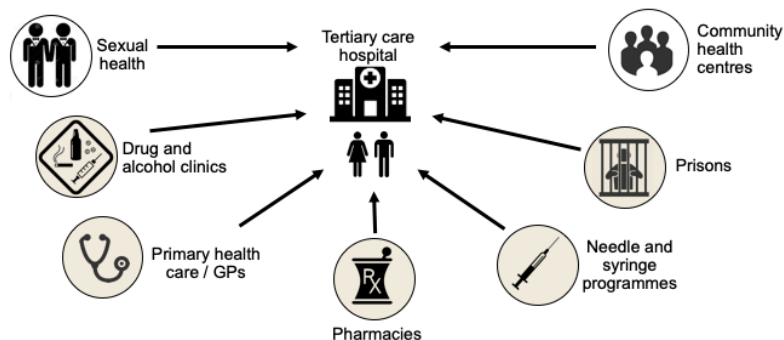 Sexual
health
Tertiary care
hospital
Community
health
centres
Drug and
alcohol clinics
Prisons
Primary health
care / GPs
Needle and
syringe
programmes
RX
Pharmacies